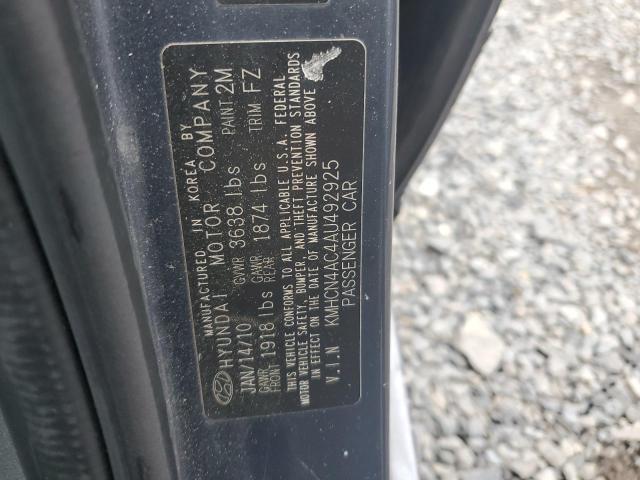 MANUFACTURED IN KOREA BY
HYUNDAI MOTOR COMPANY
JAN/14/10 GVWR 3638 lbs PAINT 2M
GAWR FRONT 1918 lbs GAWR REAR 1874 lbs TRIM FZ
THIS VEHICLE CONFORMS TO ALL APPLICABLE U.S.A. FEDERAL
MOTOR VEHICLE SAFETY, BUMPER, AND THEFT PREVENTION STANDARDS
IN EFFECT ON THE DATE OF MANUFACTURE SHOWN ABOVE
V.I.N KMHCN4AC4AU492925
PASSENGER CAR